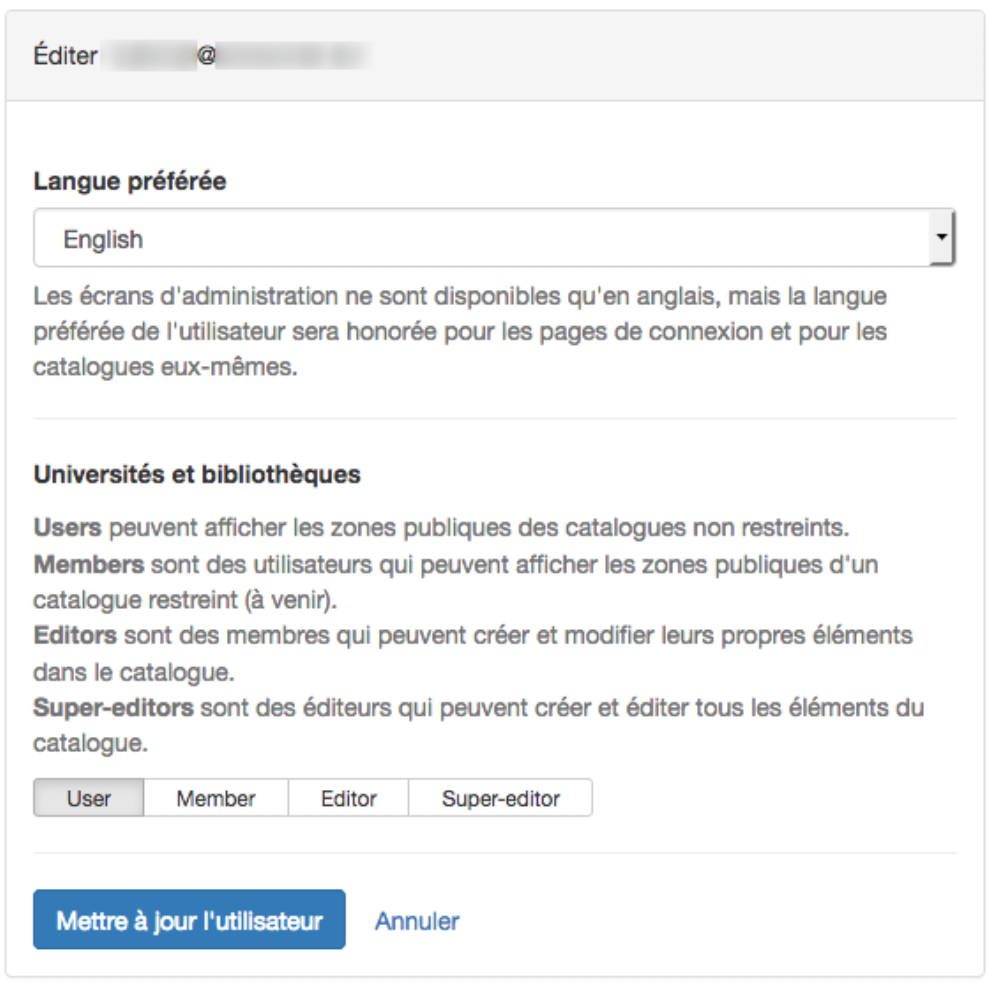 Éditer @
Langue préférée
English
Les écrans d'administration ne sont disponibles qu'en anglais, mais la langue
préférée de l'utilisateur sera honorée pour les pages de connexion et pour les
catalogues eux-mêmes.
Universités et bibliothèques
Users peuvent afficher les zones publiques des catalogues non restreints.
Members sont des utilisateurs qui peuvent afficher les zones publiques d'un
catalogue restreint (à venir).
Editors sont des membres qui peuvent créer et modifier leurs propres éléments
dans le catalogue.
Super-editors sont des éditeurs qui peuvent créer et éditer tous les éléments du
catalogue.
User Member Editor Super-editor
Mettre à jour l'utilisateur Annuler